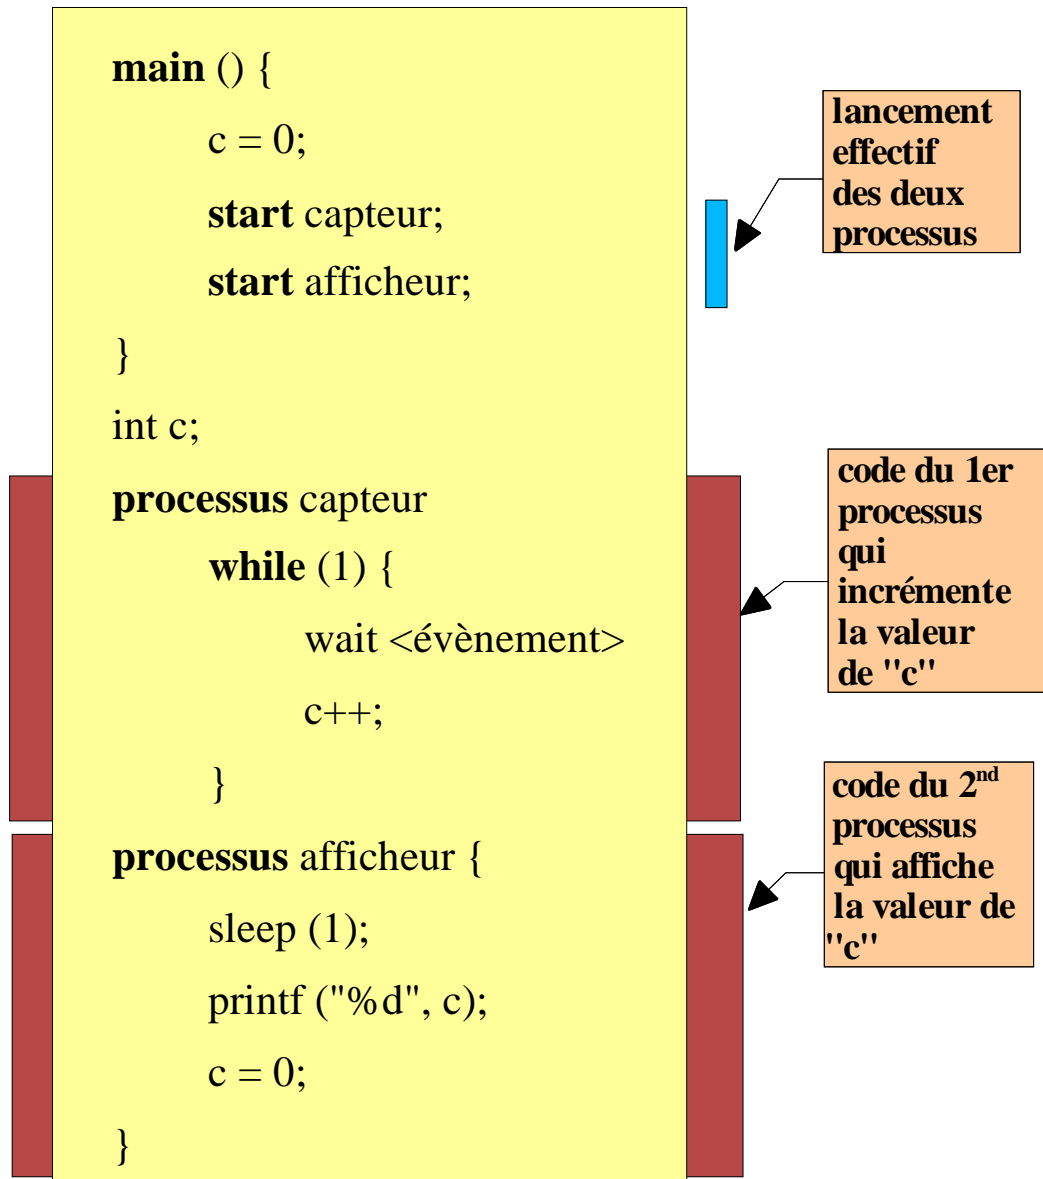 main () {
c = 0;
start capteur;
start afficheur;
}
int c;
processus capteur
while (1) {
wait <évènement>
c++;
}
processus afficheur {
sleep (1);
printf ("%d", c);
c = 0;
}
lancement
effectif
des deux
processus
code du 1er
processus
qui
incrémente
la valeur
de "c"
code du 2nd
processus
qui affiche
la valeur de
"c"